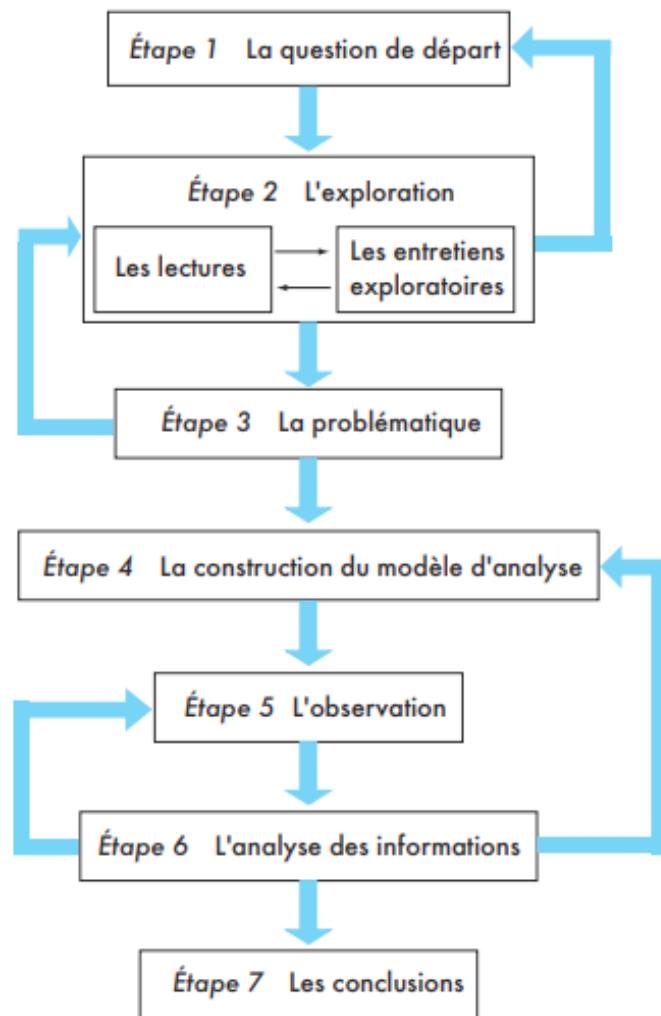 Étape 1 La question de départ
Étape 2 L'exploration
Les lectures
Les entretiens
exploratoires
Étape 3 La problématique
Étape 4 La construction du modèle d'analyse
Étape 5 L'observation
Étape 6 L'analyse des informations
Étape 7 Les conclusions